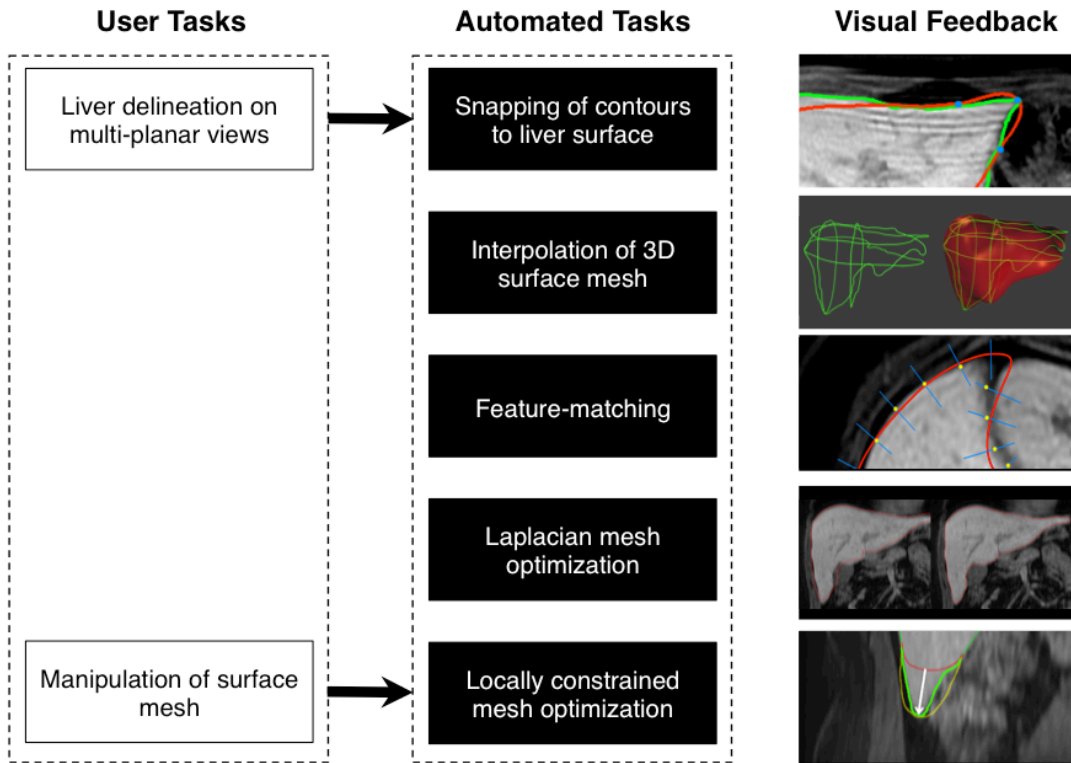 User Tasks
Automated Tasks
Visual Feedback
Liver delineation on
multi-planar views
Snapping of contours
to liver surface
Interpolation of 3D
surface mesh
Feature-matching
Laplacian mesh
optimization
Manipulation of surface
mesh
Locally constrained
mesh optimization